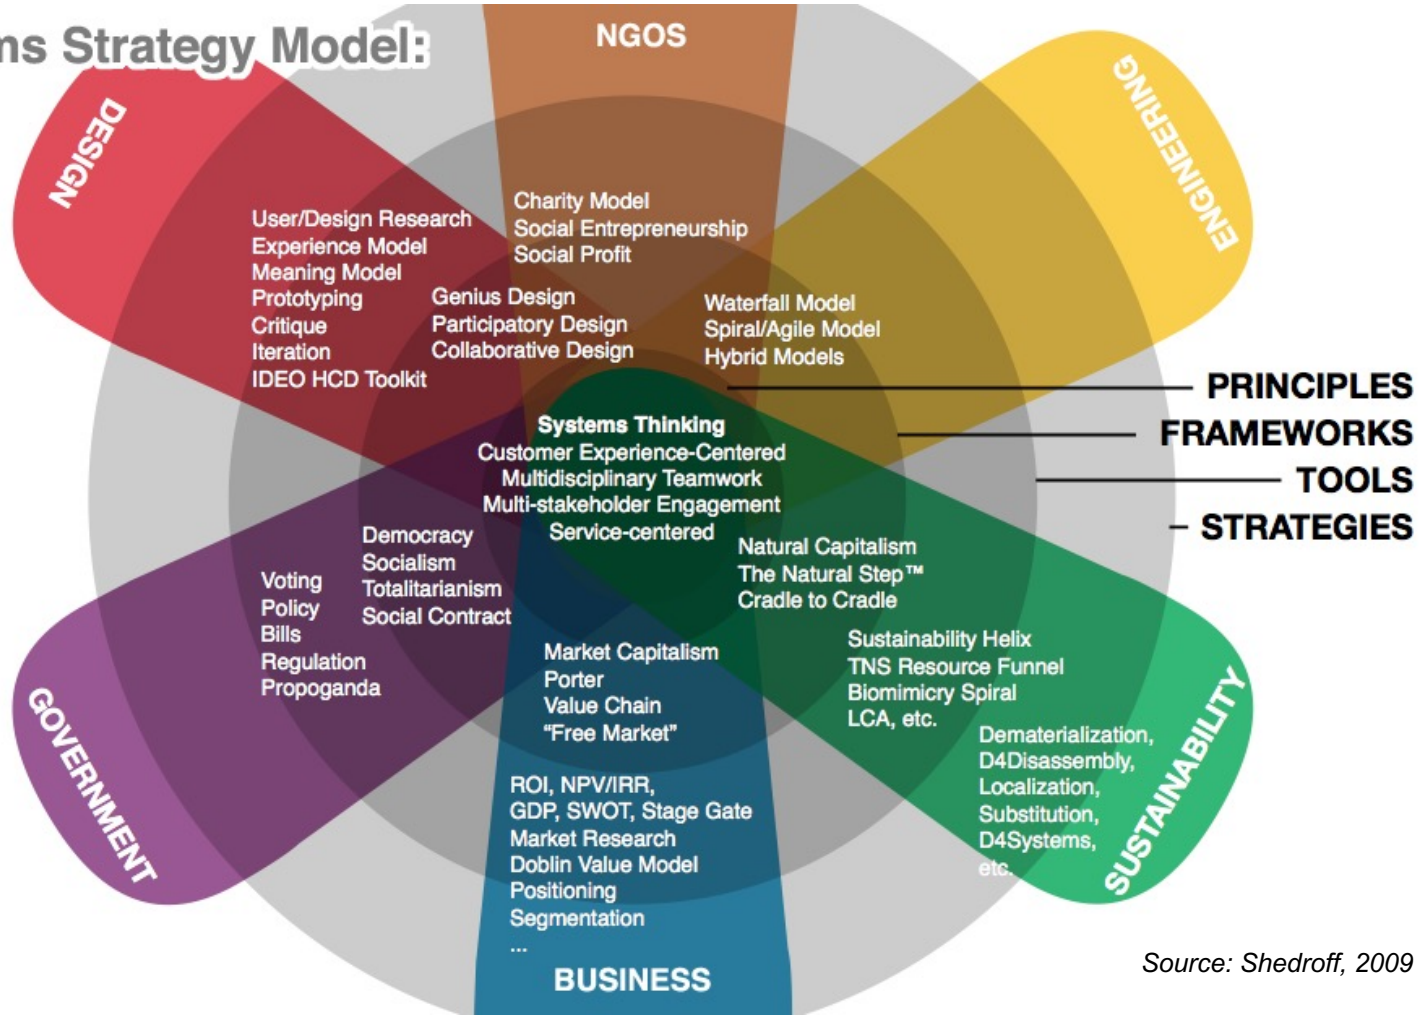 ms Strategy Model:
NGOS
DESIGN
ENGINEERING
User/Design Research
Experience Model
Meaning Model
Prototyping
Critique
Iteration
IDEO HCD Toolkit
Charity Model
Social Entrepreneurship
Social Profit
Genius Design
Participatory Design
Collaborative Design
Waterfall Model
Spiral/Agile Model
Hybrid Models
PRINCIPLES
FRAMEWORKS
TOOLS
STRATEGIES
Systems Thinking
Customer Experience-Centered
Multidisciplinary Teamwork
Multi-stakeholder Engagement
Service-centered
Democracy
Socialism
Totalitarianism
Social Contract
Voting
Policy
Bills
Regulation
Propoganda
Natural Capitalism
The Natural Step™
Cradle to Cradle
Sustainability Helix
TNS Resource Funnel
Biomimicry Spiral
LCA, etc.
Dematerialization,
D4Disassembly,
Localization,
Substitution,
D4Systems,
etc.
Market Capitalism
Porter
Value Chain
“Free Market”
ROI, NPV/IRR,
GDP, SWOT, Stage Gate
Market Research
Doblin Value Model
Positioning
Segmentation
...
GOVERNMENT
BUSINESS
SUSTAINABILITY
Source: Shedroff, 2009